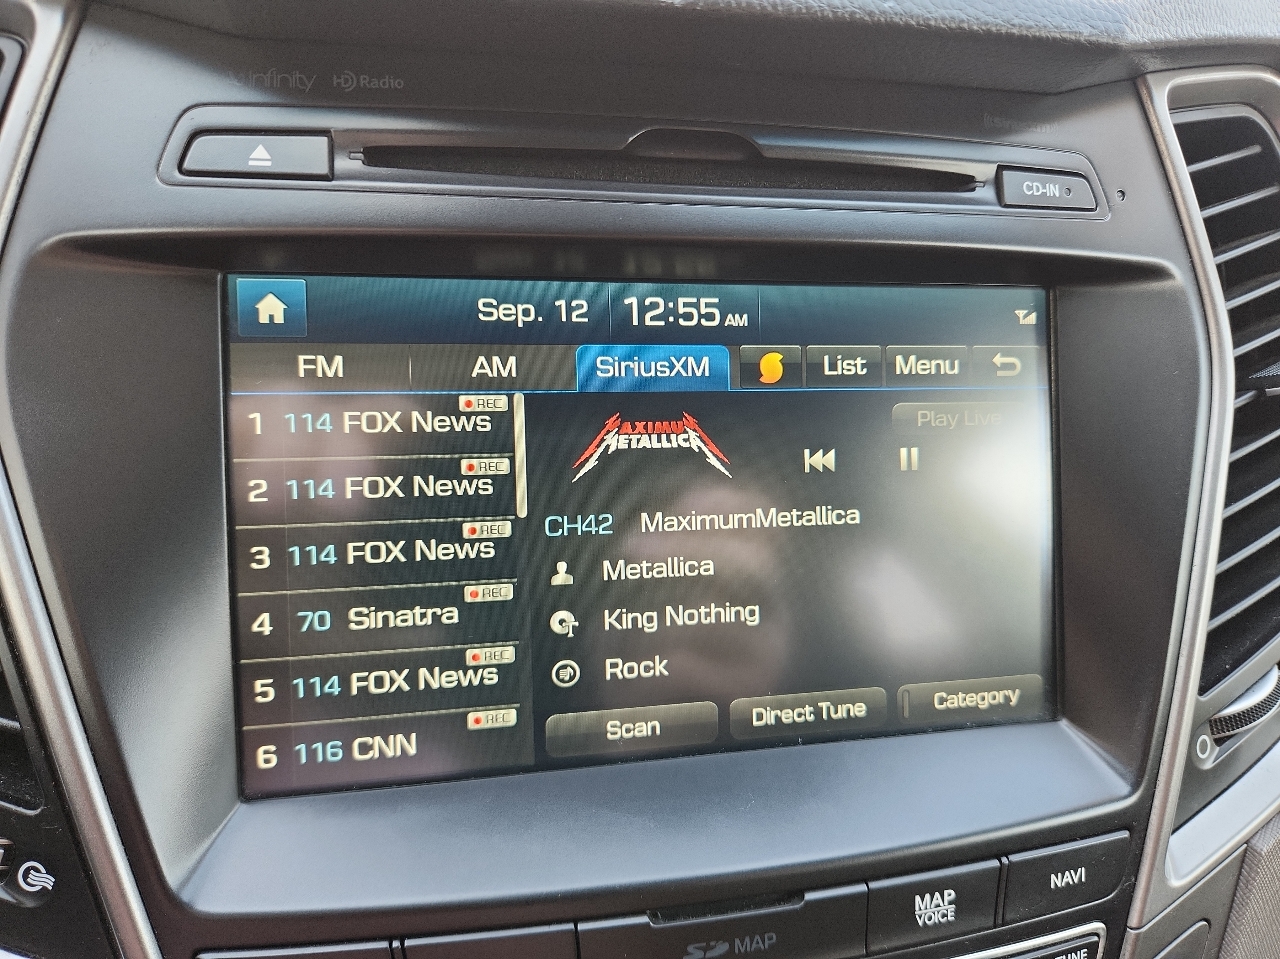 infinity HD Radio
CD-IN
Sep. 12 12:55 AM
FM AM SiriusXM List Menu
1 114 FOX News REC
2 114 FOX News REC
3 114 FOX News REC
4 70 Sinatra REC
5 114 FOX News REC
6 116 CNN REC
MAXIMUM
METALLICA
Play Live
CH42 MaximumMetallica
Metallica
King Nothing
Rock
Scan Direct Tune Category
MAP
VOICE
NAVI
SD MAP
TUNE